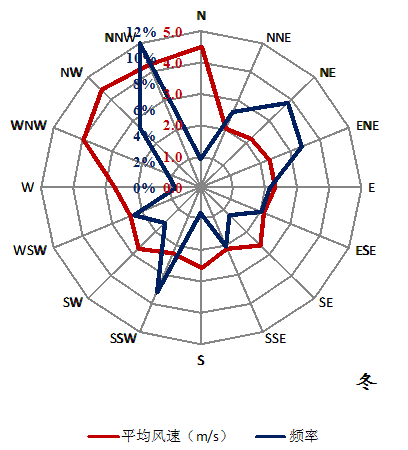 N
NNE
NE
ENE
E
ESE
SE
SSE
S
SSW
SW
WSW
W
WNW
NW
NNW
12%
10%
8%
6%
4%
2%
0%
5.0
4.0
3.0
2.0
1.0
0.0
冬
平均风速（m/s）
频率